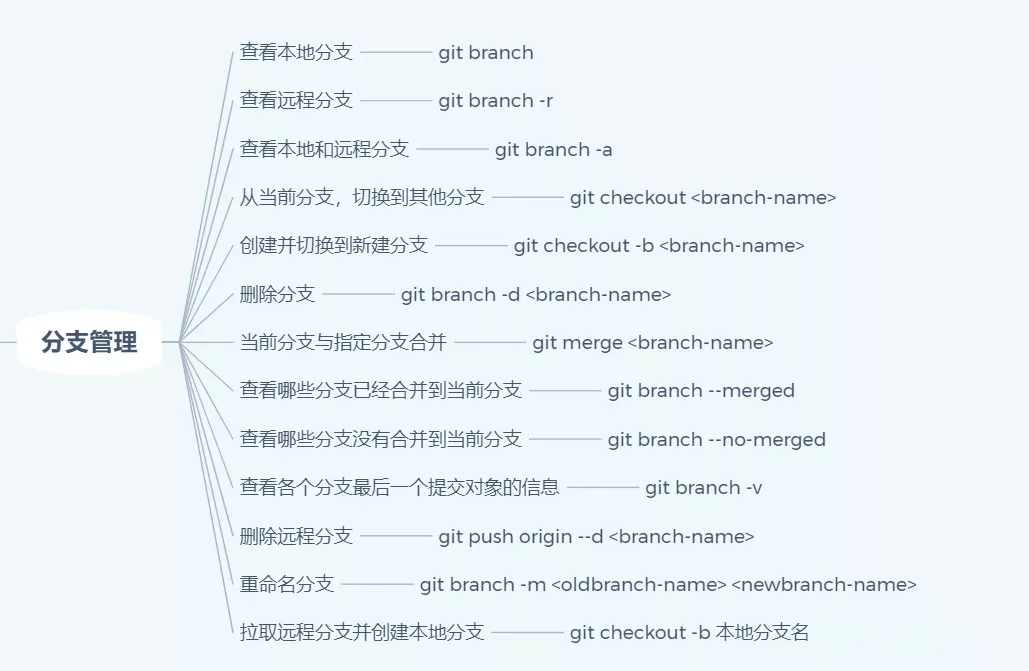 查看本地分支 git branch
查看远程分支 git branch -r
查看本地和远程分支 git branch -a
从当前分支，切换到其他分支 git checkout <branch-name>
创建并切换到新建分支 git checkout -b <branch-name>
删除分支 git branch -d <branch-name>
分支管理
当前分支与指定分支合并 git merge <branch-name>
查看哪些分支已经合并到当前分支 git branch --merged
查看哪些分支没有合并到当前分支 git branch --no-merged
查看各个分支最后一个提交对象的信息 git branch -v
删除远程分支 git push origin --d <branch-name>
重命名分支 git branch -m <oldbranch-name> <newbranch-name>
拉取远程分支并创建本地分支 git checkout -b 本地分支名